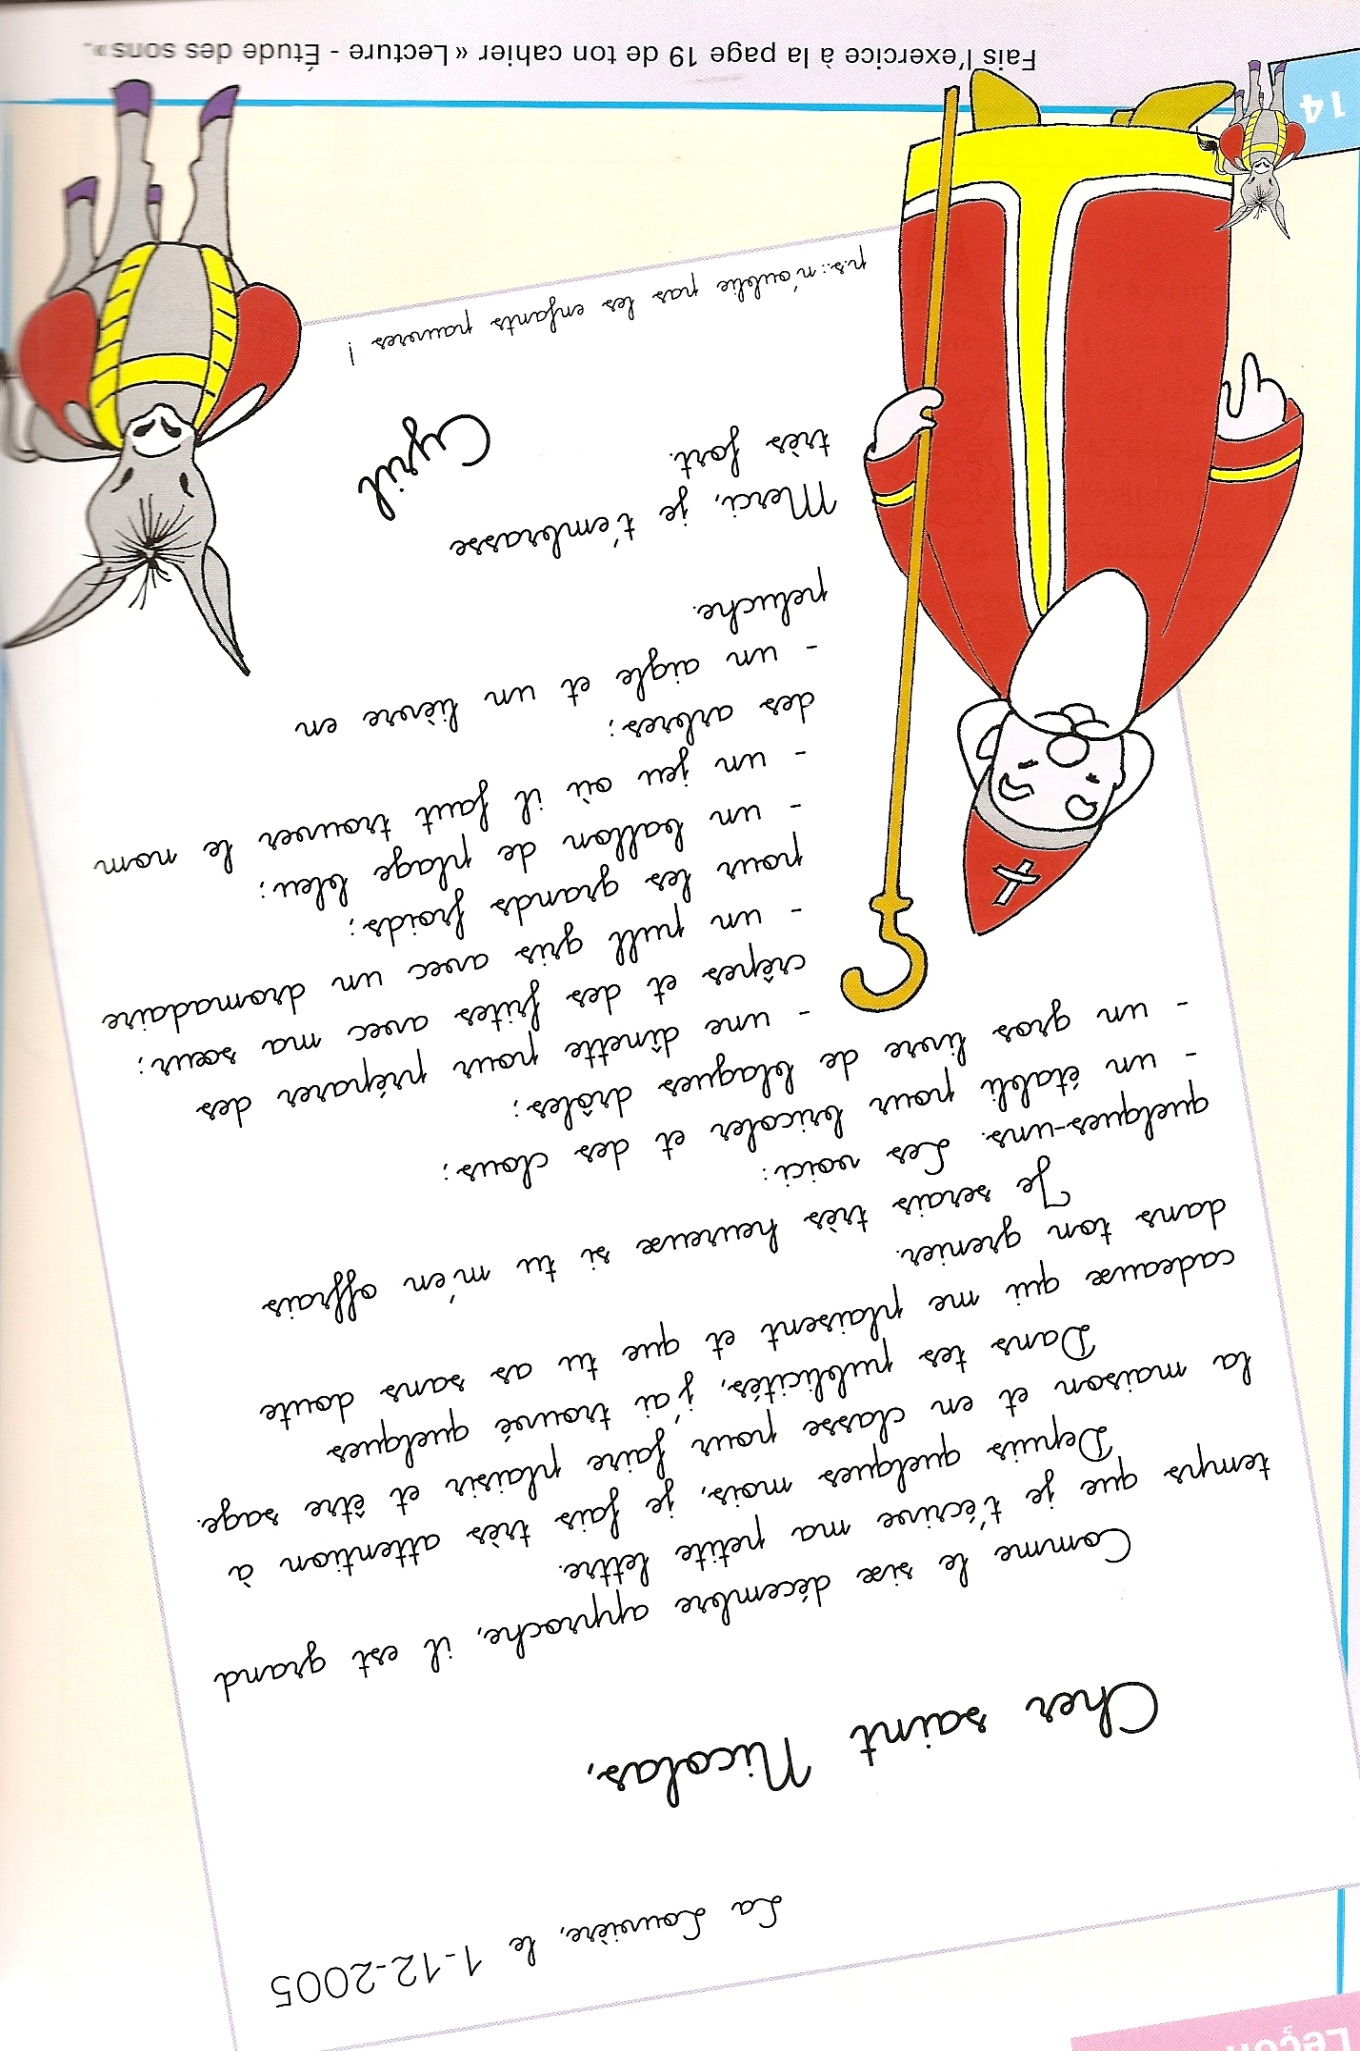 Leçon
La Louvière, le 1-12-2005
Cher saint Nicolas,
Comme le six décembre approche, il est grand
temps que je t'écrive ma petite lettre.
Depuis quelques mois, je fais très attention à
la maison et en classe pour faire plaisir et être sage.
Dans tes publicités, j'ai trouvé quelques
cadeaux qui me plaisent et que tu as sans doute
dans ton grenier.
Je serais très heureux si tu m'en offrais
quelques-uns. Les voici :
- un établi pour bricoler et des clous ;
- un gros livre de blagues drôles ;
- une dînette pour préparer des
crêpes et des frites avec ma sœur ;
- un pull gris avec un dromadaire
pour les grands froids ;
- un ballon de plage bleu ;
- un jeu où il faut trouver le nom
des arbres ;
- un aigle et un lièvre en
peluche.
Merci, je t'embrasse
très fort.
Cyril
p.s.: n'oublie pas les enfants pauvres !
14
Fais l'exercice à la page 19 de ton cahier « Lecture - Étude des sons ».